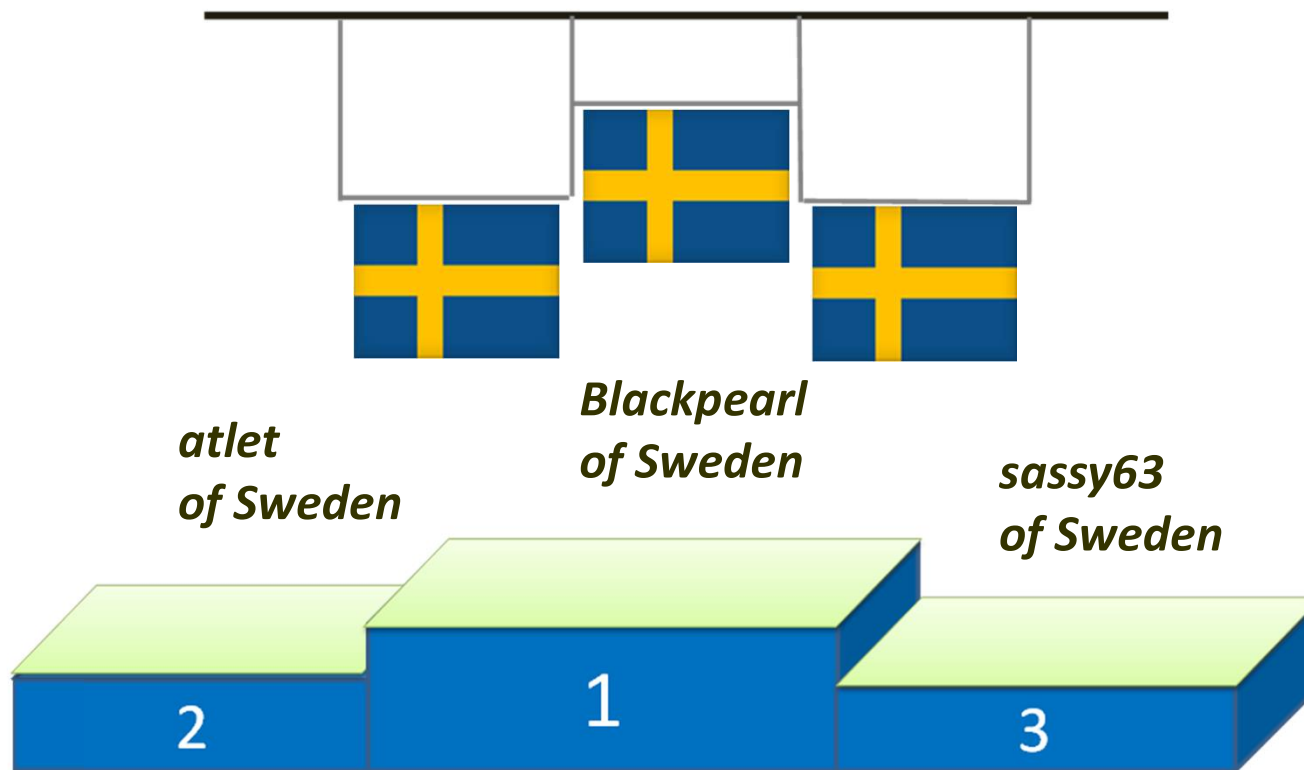 Blackpearl
of Sweden
atlet
of Sweden
sassy63
of Sweden
2
1
3